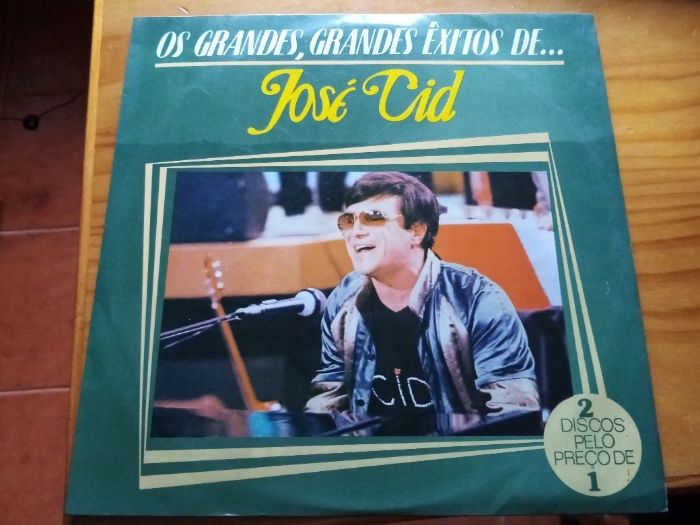 OS GRANDES, GRANDES ÊXITOS DE...
José Cid
CID
2
DISCOS
PELO
PREÇO DE
1